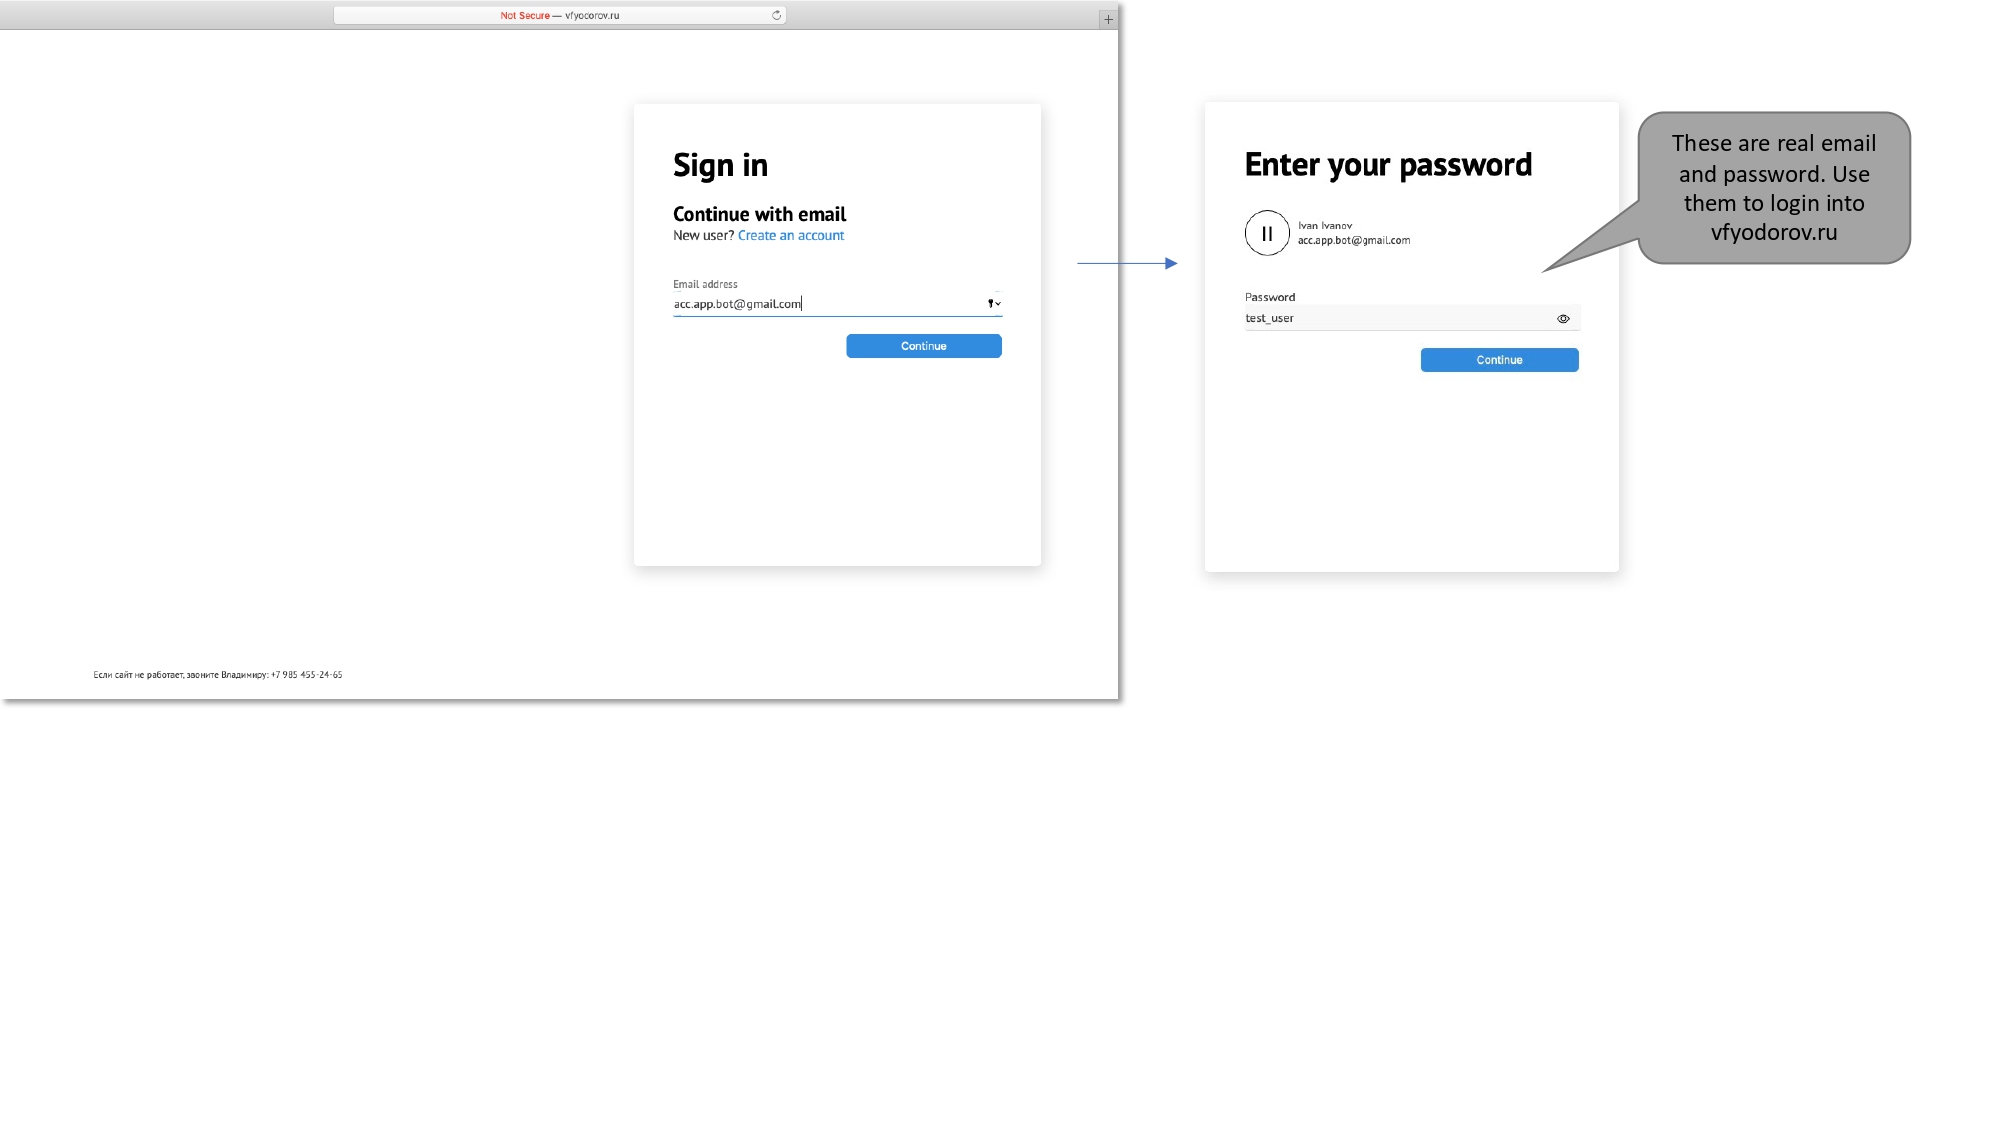 Not Secure — vfyocorov.ru
Sign in
Continue with email
New user? Create an account
Email address
acc.app.bot@gmail.com
Continue
Если сайт не работает, звоните Владимиру: +7 985 455-24-65
Enter your password
II
Ivan Ivanov
acc.app.bot@gmail.com
Password
test_user
Continue
These are real email
and password. Use
them to login into
vfyodorov.ru